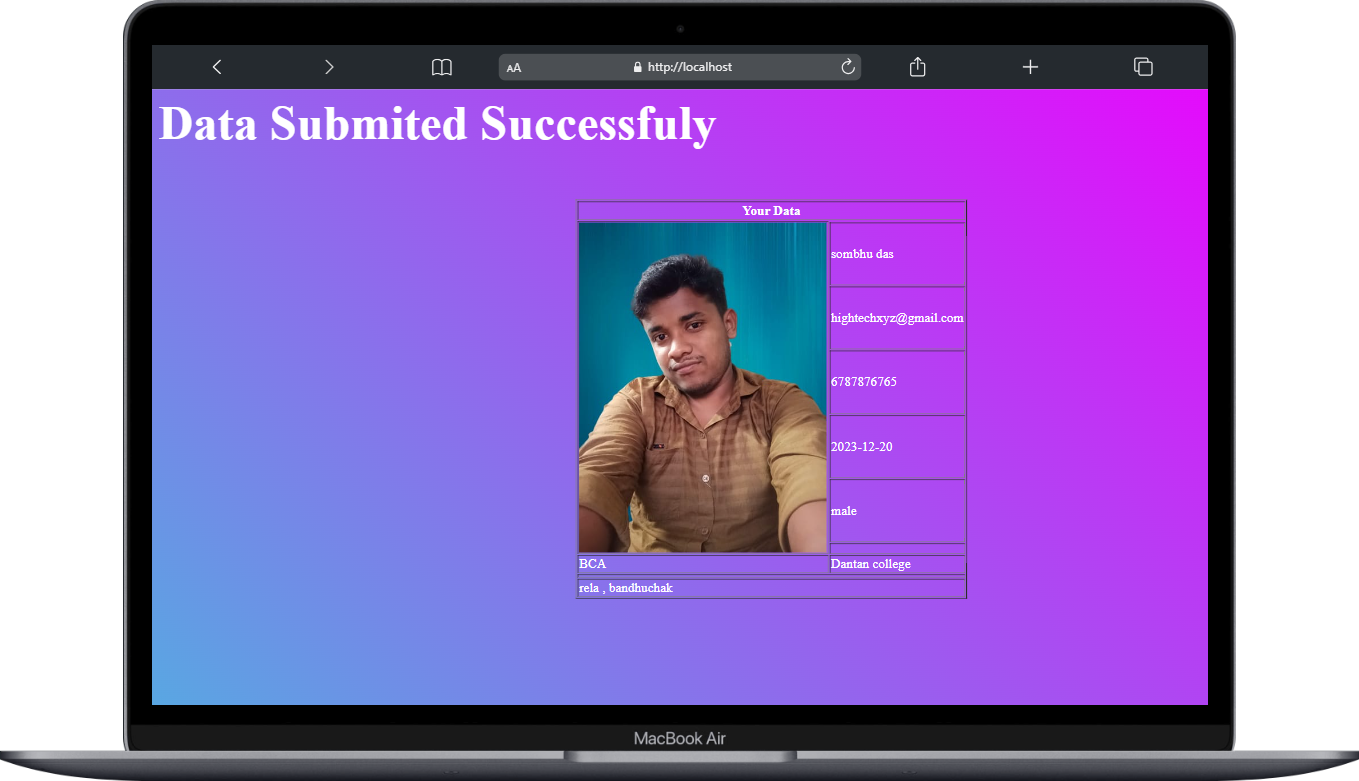 AA
http://localhost
Data Submited Successfuly
Your Data
sombhu das
hightechxyz@gmail.com
6787876765
2023-12-20
male
BCA
Dantan college
rela , bandhuchak
MacBook Air